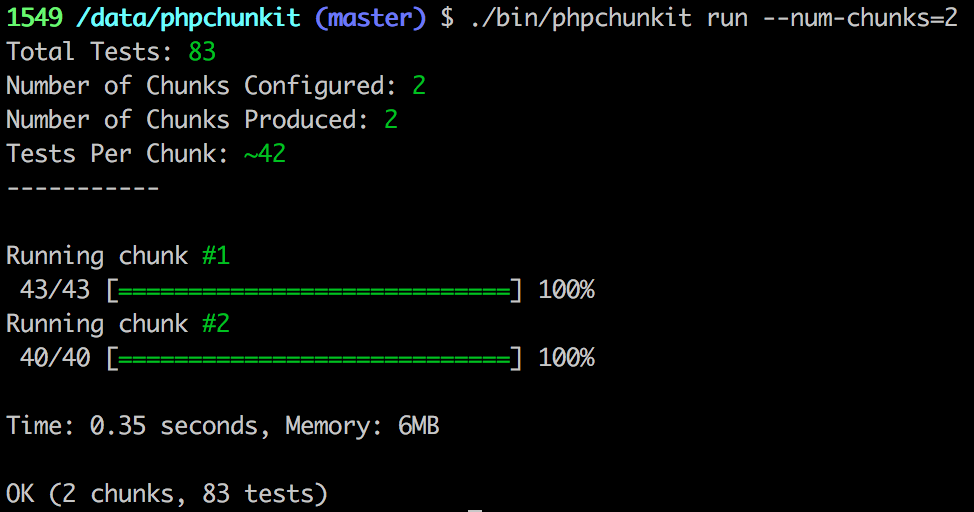 1549 /data/phpchunkit (master) $ ./bin/phpchunkit run --num-chunks=2
Total Tests: 83
Number of Chunks Configured: 2
Number of Chunks Produced: 2
Tests Per Chunk: ~42
-----------
Running chunk #1
43/43 [============================] 100%
Running chunk #2
40/40 [============================] 100%
Time: 0.35 seconds, Memory: 6MB
OK (2 chunks, 83 tests)